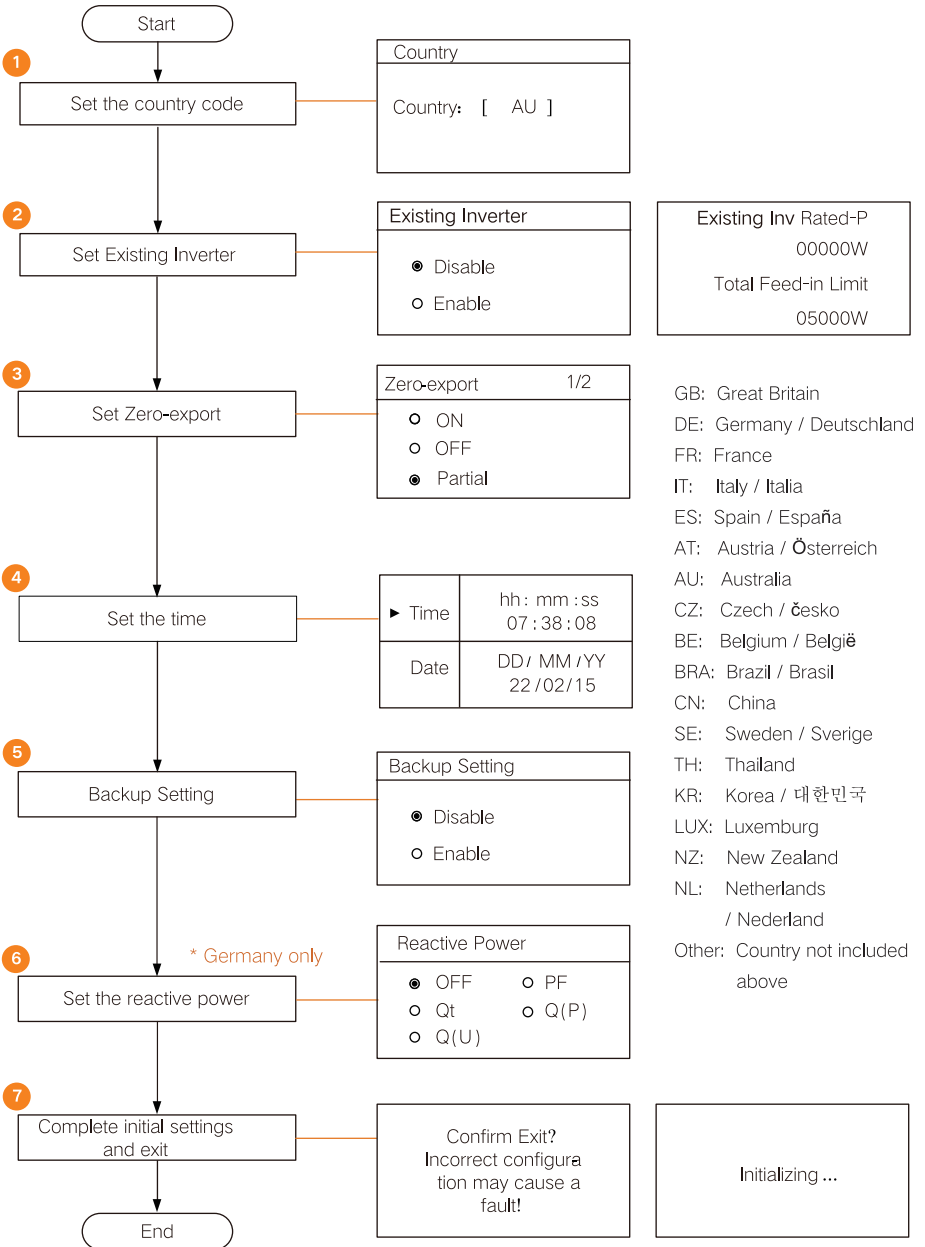 Start
1
Set the country code
Country
Country: [ AU ]
2
Set Existing Inverter
Existing Inverter
Disable
Enable
Existing Inv Rated-P
00000W
Total Feed-in Limit
05000W
3
Set Zero-export
Zero-export 1/2
ON
OFF
Partial
GB: Great Britain
DE: Germany / Deutschland
FR: France
IT: Italy / Italia
ES: Spain / España
AT: Austria / Österreich
AU: Australia
CZ: Czech / česko
BE: Belgium / België
BRA: Brazil / Brasil
CN: China
SE: Sweden / Sverige
TH: Thailand
KR: Korea / 대한민국
LUX: Luxemburg
NZ: New Zealand
NL: Netherlands
/ Nederland
Other: Country not included
above
4
Set the time
► Time
hh: mm :ss
07:38:08
Date
DD/ MM /YY
22/02/15
5
Backup Setting
Backup Setting
Disable
Enable
6
* Germany only
Set the reactive power
Reactive Power
OFF PF
Qt Q(P)
Q(U)
7
Complete initial settings
and exit
Confirm Exit?
Incorrect configura
tion may cause a
fault!
Initializing ...
End